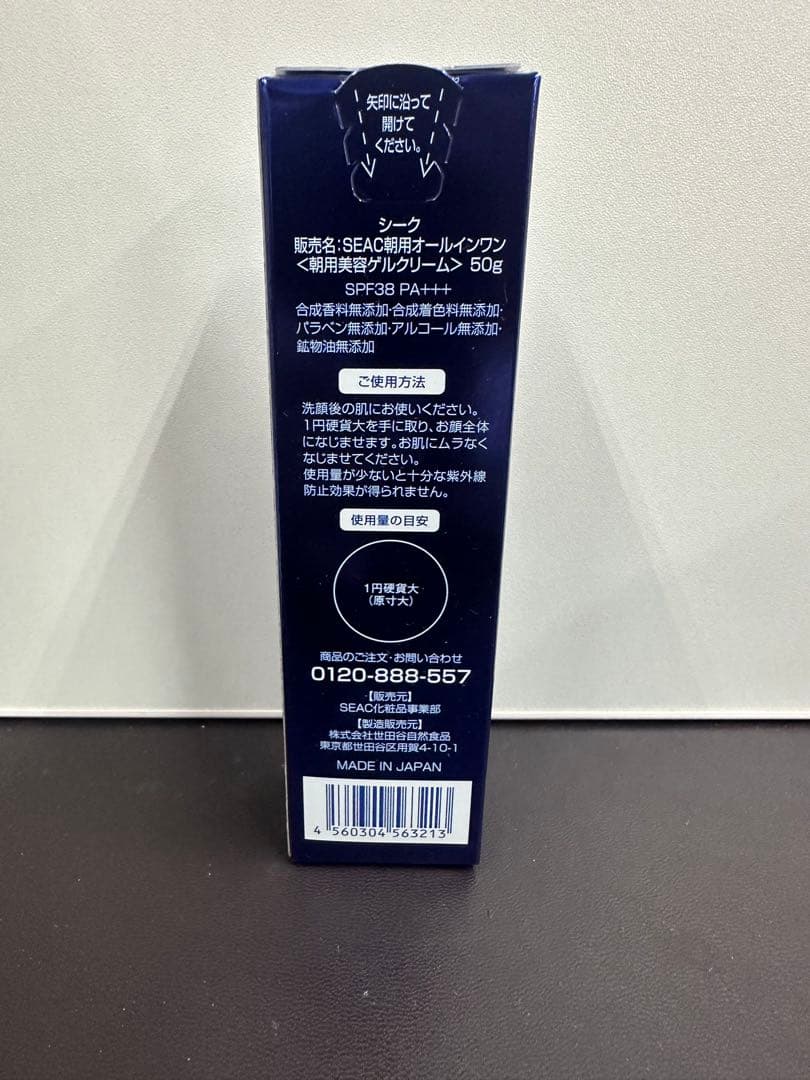 矢印に沿って
開けて
ください。
シーク
販売名:SEAC朝用オールインワン
<朝用美容ゲルクリーム> 50g
SPF38 PA+++
合成香料無添加・合成着色料無添加・
パラベン無添加・アルコール無添加・
鉱物油無添加
ご使用方法
洗顔後の肌にお使いください。
1円硬貨大を手に取り、お顔全体
になじませます。お肌にムラなく
なじませてください。
使用量が少ないと十分な紫外線
防止効果が得られません。
使用量の目安
1円硬貨大
(原寸大)
商品のご注文・お問い合わせ
0120-888-557
【販売元】
SEAC化粧品事業部
【製造販売元】
株式会社世田谷自然食品
東京都世田谷区用賀4-10-1
MADE IN JAPAN
4 560304 563213